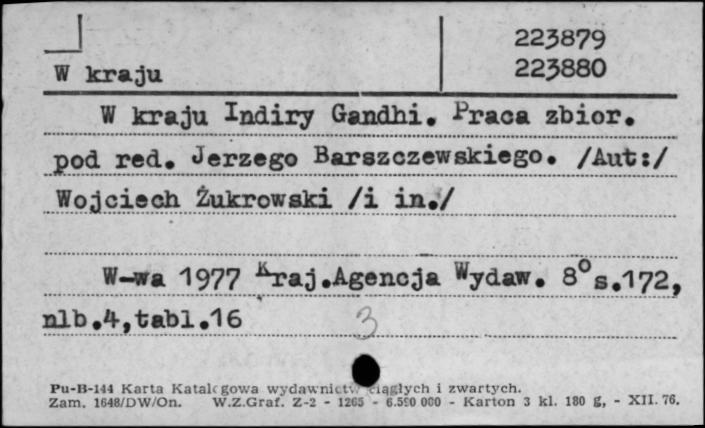 223879
W kraju 223880
W kraju Indiry Gandhi. Praca zbior.
pod red. Jerzego Barszczewskiego. /Aut:/
Wojciech Żukrowski /i in./
W-wa 1977 Kraj.Agencja Wydaw. 8° s.172,
nlb.4,tabl.16
3
Pu-B-144 Karta Katalogowa wydawnictw ciągłych i zwartych.
Zam. 1648/DW/On. W.Z.Graf. Z-2 - 1265 - 6.590 000 - Karton 3 kl. 180 g, - XII. 76.